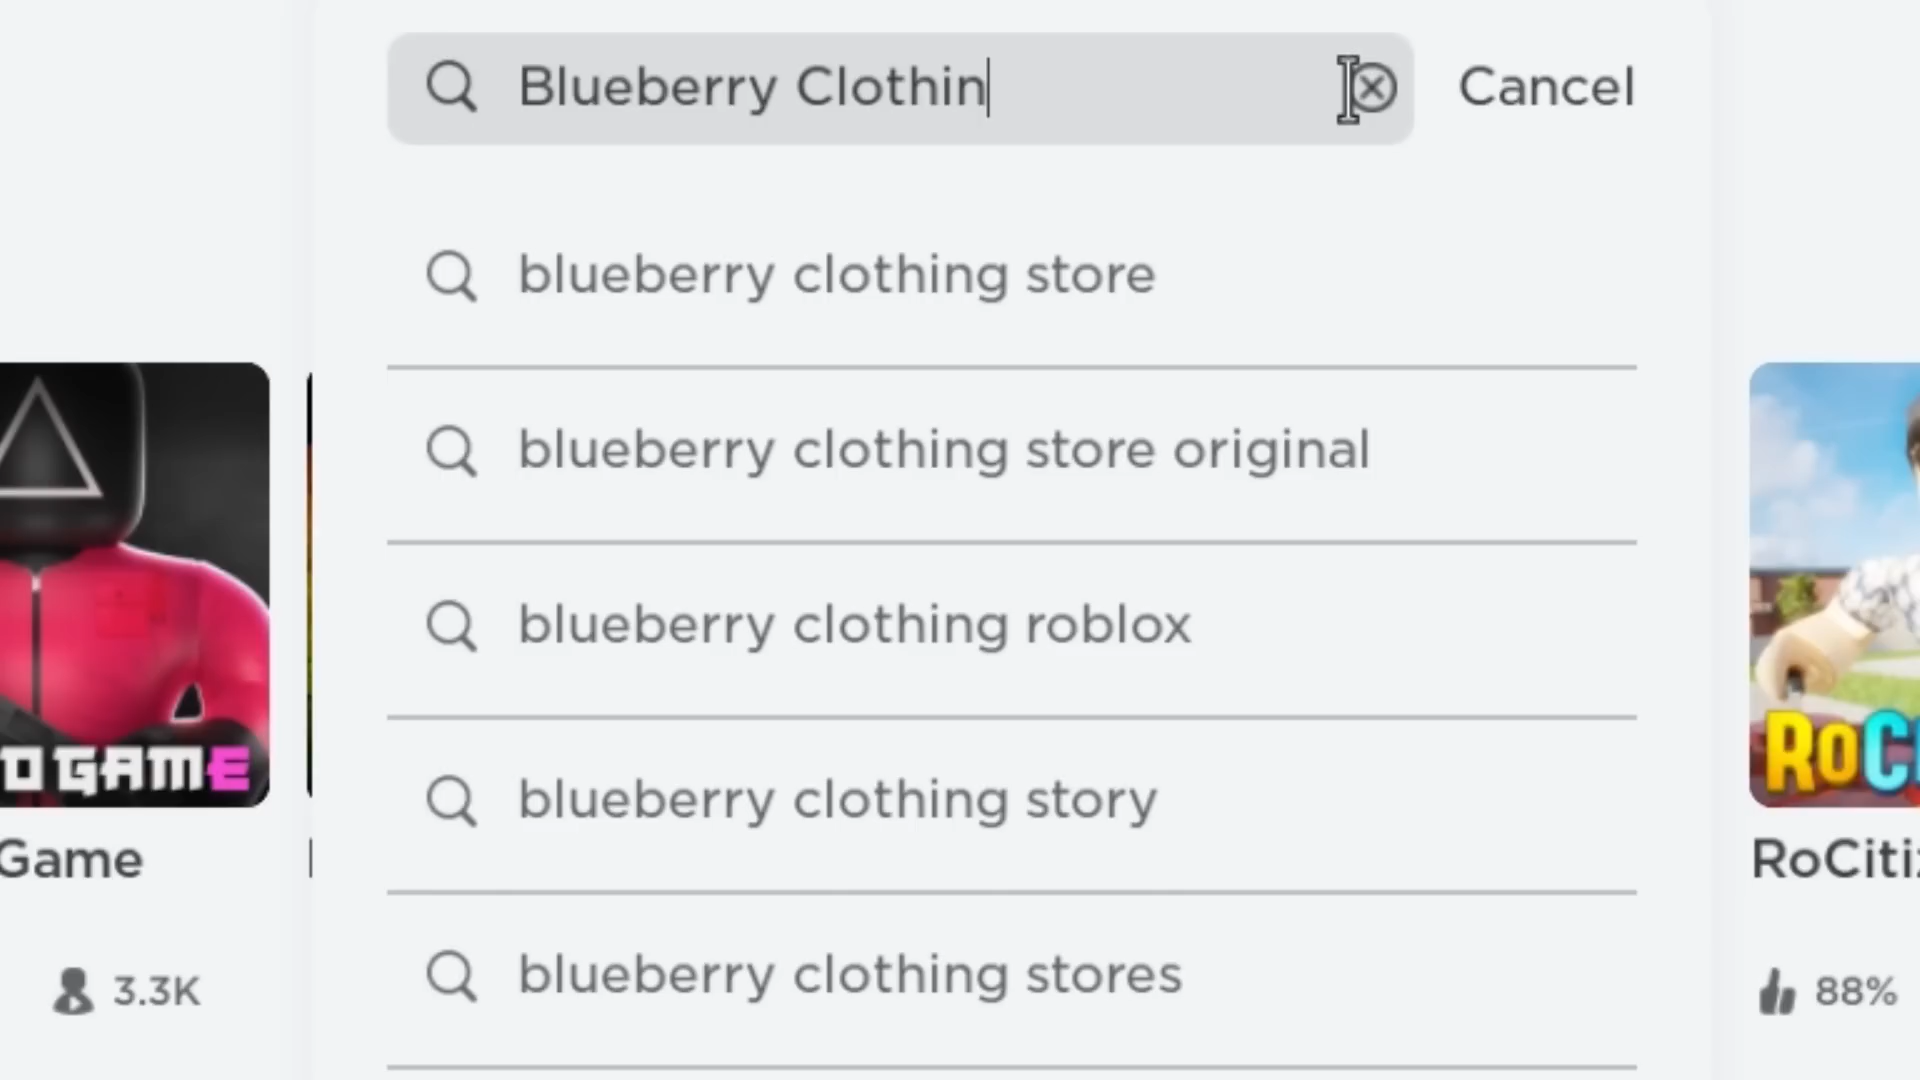 Blueberry Clothin
Cancel
blueberry clothing store
blueberry clothing store original
blueberry clothing roblox
blueberry clothing story
blueberry clothing stores
GAME
Game
3.3K
88%